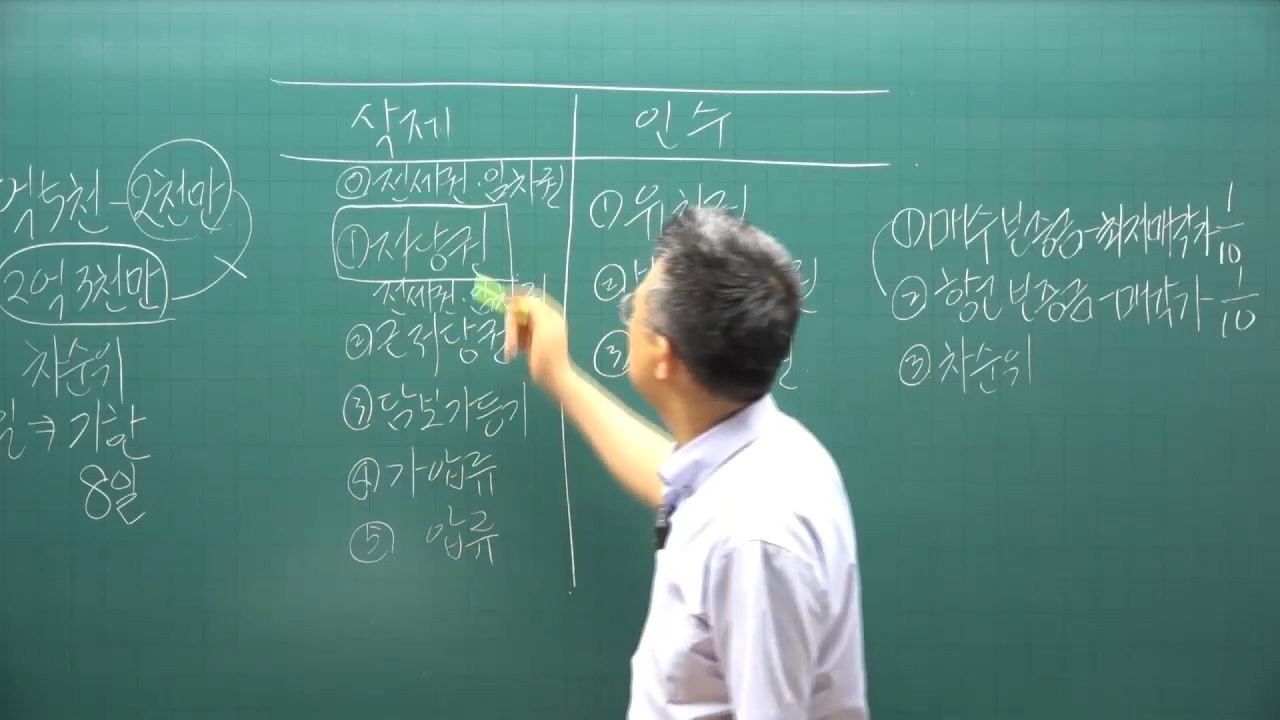 2천만
2억3천만
차순위
기한
8일
삭제
⓪전세권·임차권
①저당권
전세권
②근저당권
③담보가등기
④가압류
⑤ 압류
인수
①유치권
②
③
①매수보증금-최저매각가 1/10
②항고보증금-매각가 1/10
③차순위